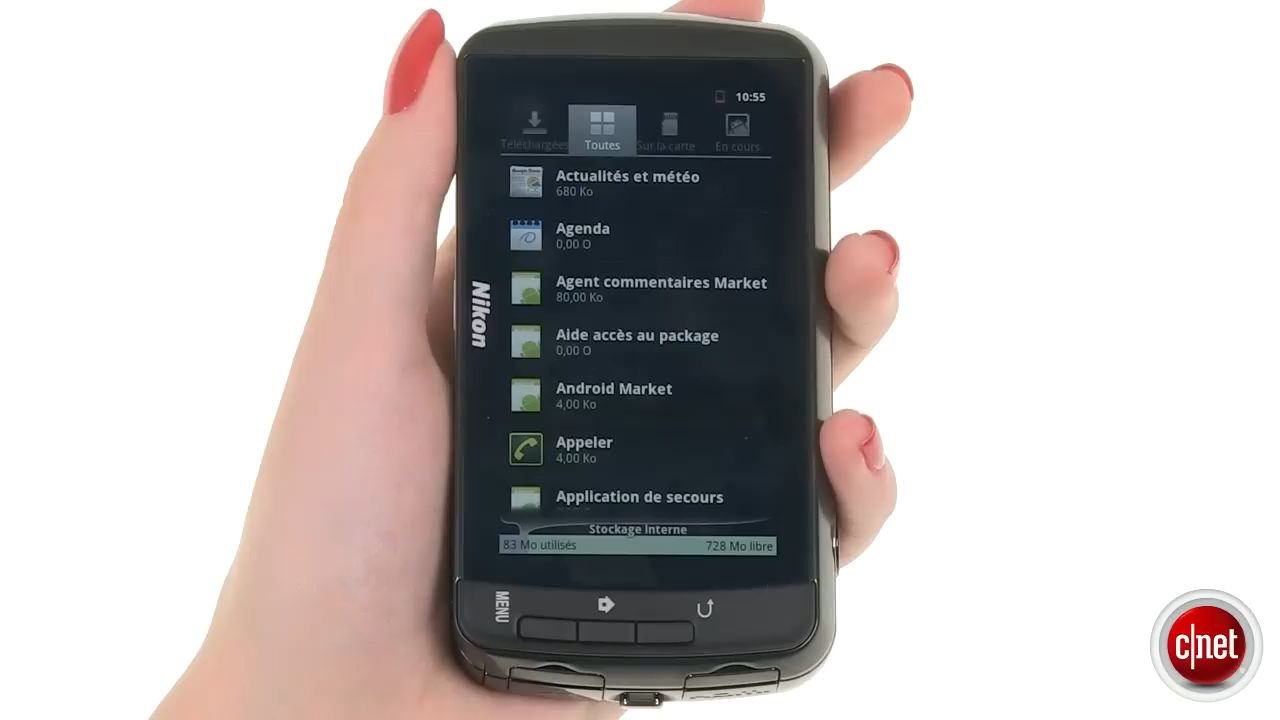 10:55
Téléchargées
Toutes
Sur la carte
En cours
Actualités et météo
680 Ko
Agenda
0,00 O
Agent commentaires Market
80,00 Ko
Aide accès au package
0,00 O
Android Market
4,00 Ko
Appeler
4,00 Ko
Application de secours
Stockage interne
83 Mo utilisés
728 Mo libre
Nikon
MENU
c|net